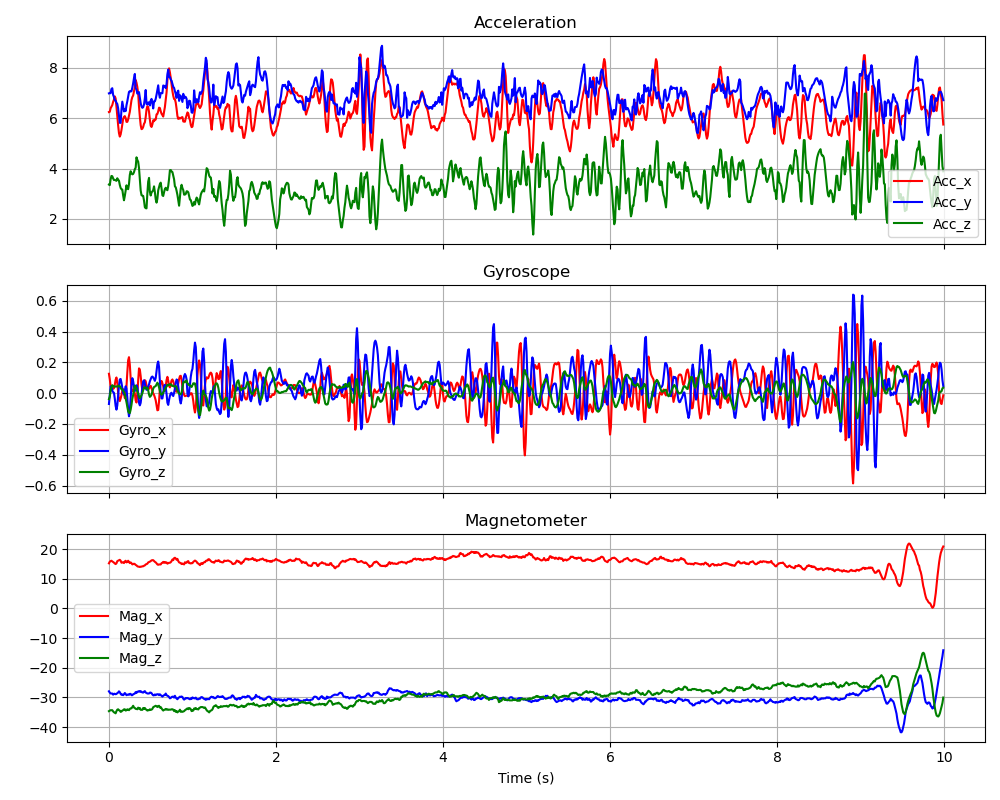 Acceleration
8
6
4
2
Acc_x
Acc_y
Acc_z
Gyroscope
0.6
0.4
0.2
0.0
−0.2
−0.4
−0.6
Gyro_x
Gyro_y
Gyro_z
Magnetometer
20
10
0
−10
−20
−30
−40
Mag_x
Mag_y
Mag_z
0 2 4 6 8 10
Time (s)